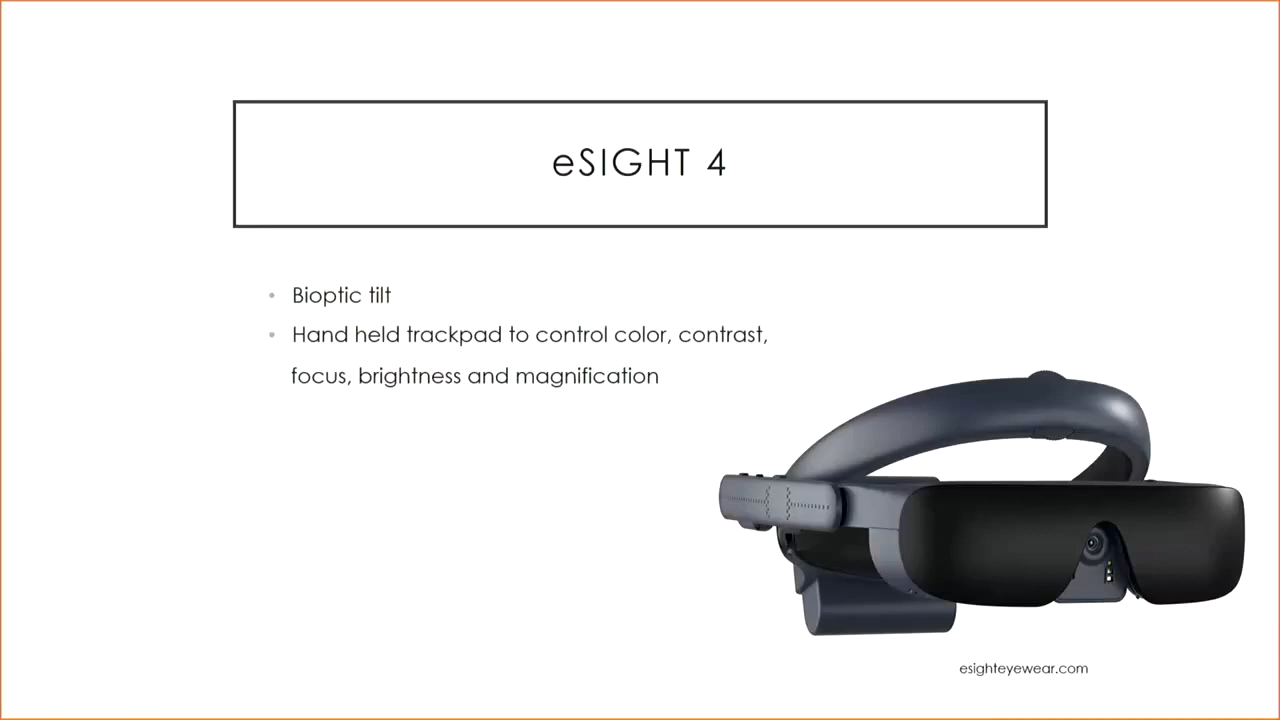 eSIGHT 4
• Bioptic tilt
• Hand held trackpad to control color, contrast,
focus, brightness and magnification
esighteyewear.com